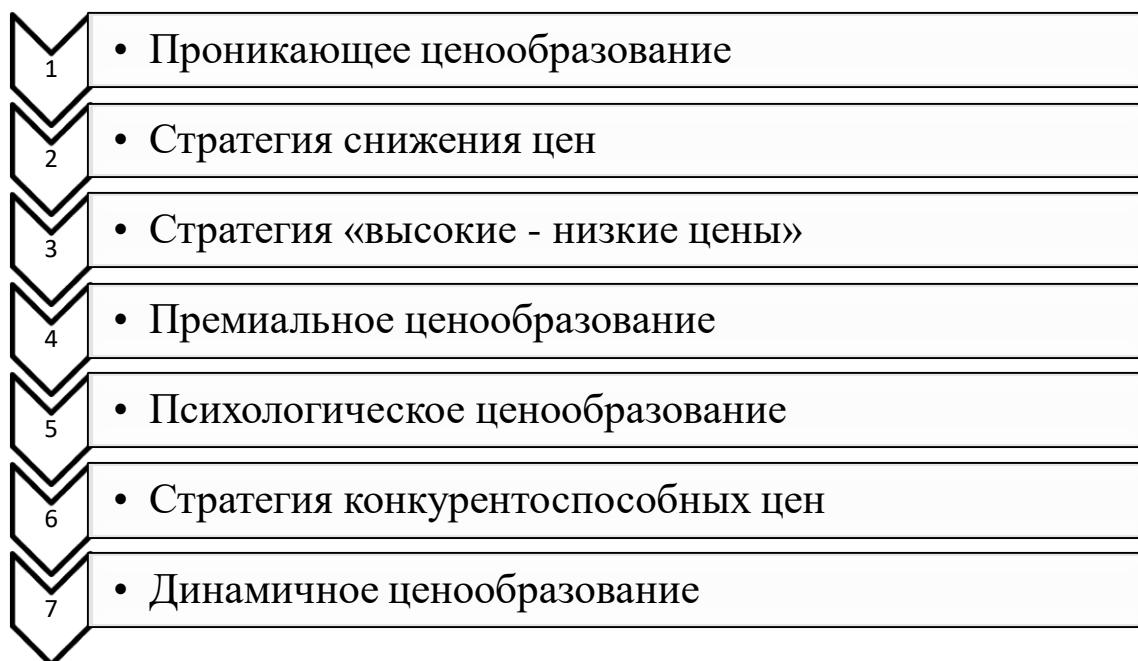 1 • Проникающее ценообразование
2 • Стратегия снижения цен
3 • Стратегия «высокие - низкие цены»
4 • Премиальное ценообразование
5 • Психологическое ценообразование
6 • Стратегия конкурентоспособных цен
7 • Динамичное ценообразование